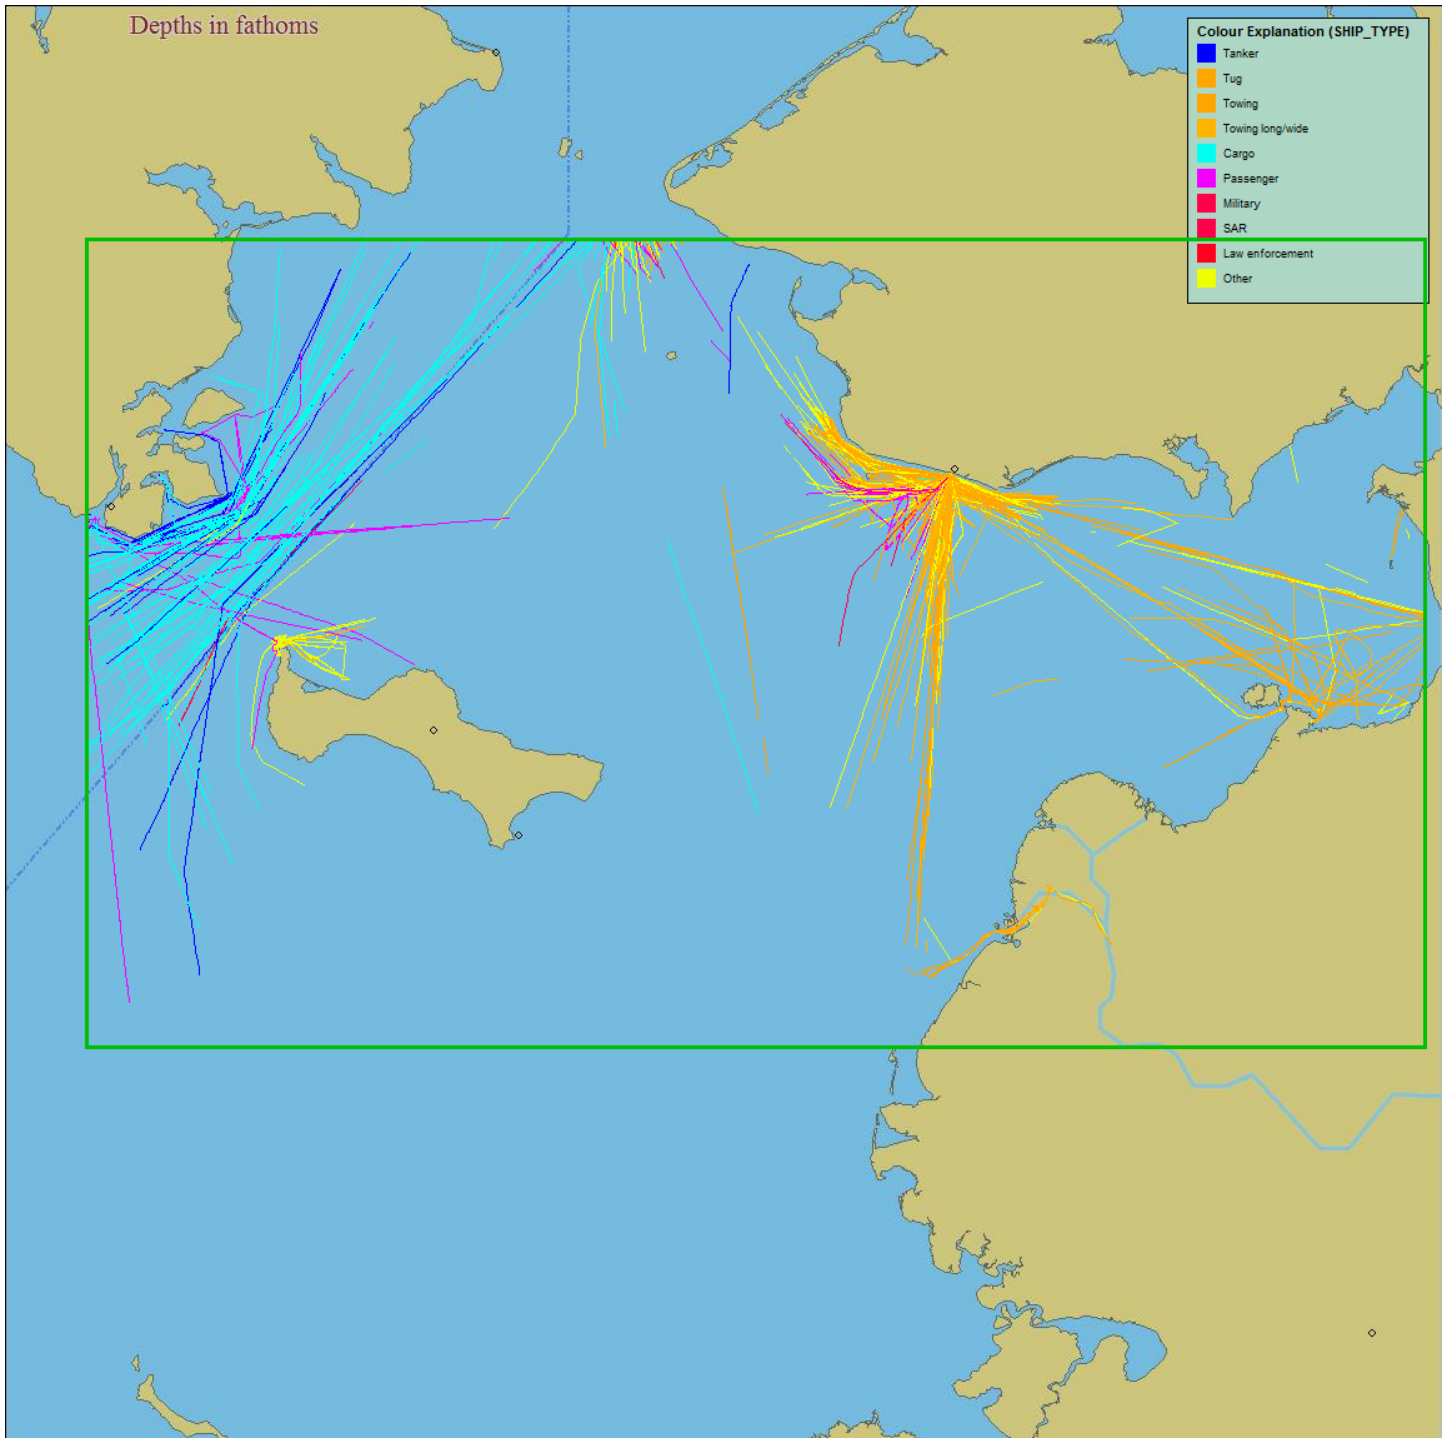 Depths in fathoms
Colour Explanation (SHIP_TYPE)
Tanker
Tug
Towing
Towing long/wide
Cargo
Passenger
Military
SAR
Law enforcement
Other